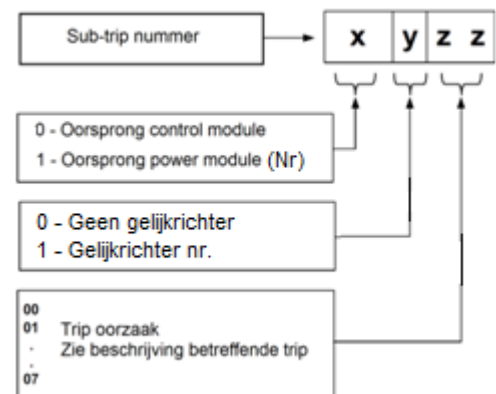 Sub-trip nummer
x y z z
0 - Oorsprong control module
1 - Oorsprong power module (Nr)
0 - Geen gelijkrichter
1 - Gelijkrichter nr.
00
01 Trip oorzaak
. Zie beschrijving betreffende trip
.
07